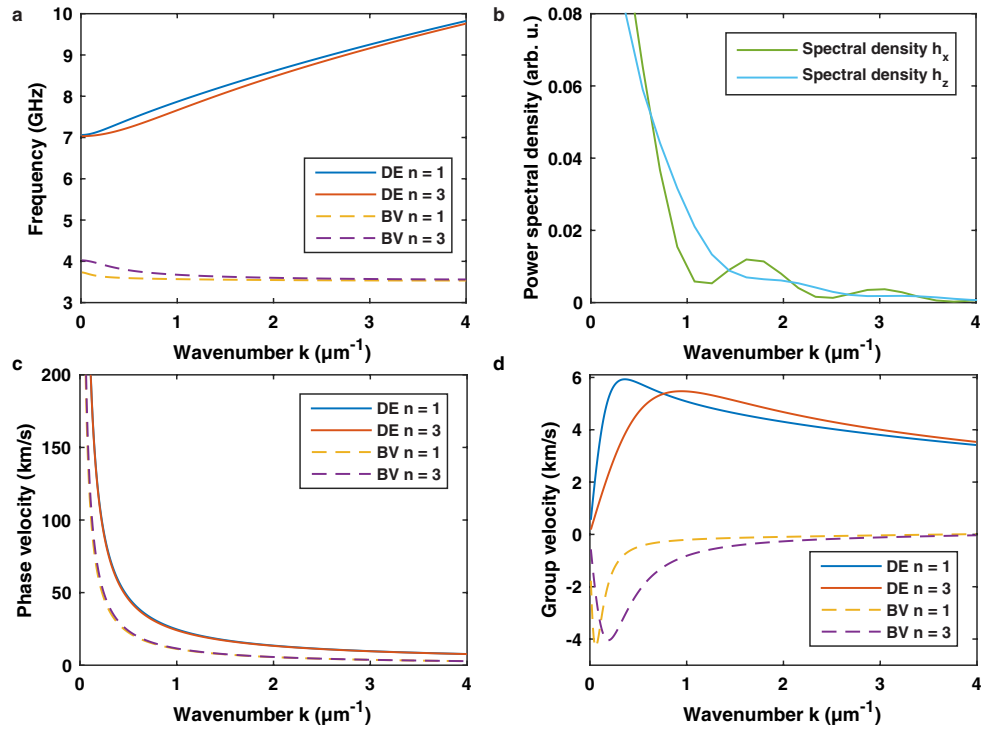 a
10
9
8
7
6
5
4
3
Frequency (GHz)
DE n = 1
DE n = 3
BV n = 1
BV n = 3
0 1 2 3 4
Wavenumber k (µm⁻¹)
b
0.08
0.06
0.04
0.02
0
Power spectral density (arb. u.)
Spectral density hₓ
Spectral density h_z
0 1 2 3 4
Wavenumber k (µm⁻¹)
c
200
150
100
50
0
Phase velocity (km/s)
DE n = 1
DE n = 3
BV n = 1
BV n = 3
0 1 2 3 4
Wavenumber k (µm⁻¹)
d
6
4
2
0
-2
-4
Group velocity (km/s)
DE n = 1
DE n = 3
BV n = 1
BV n = 3
0 1 2 3 4
Wavenumber k (µm⁻¹)